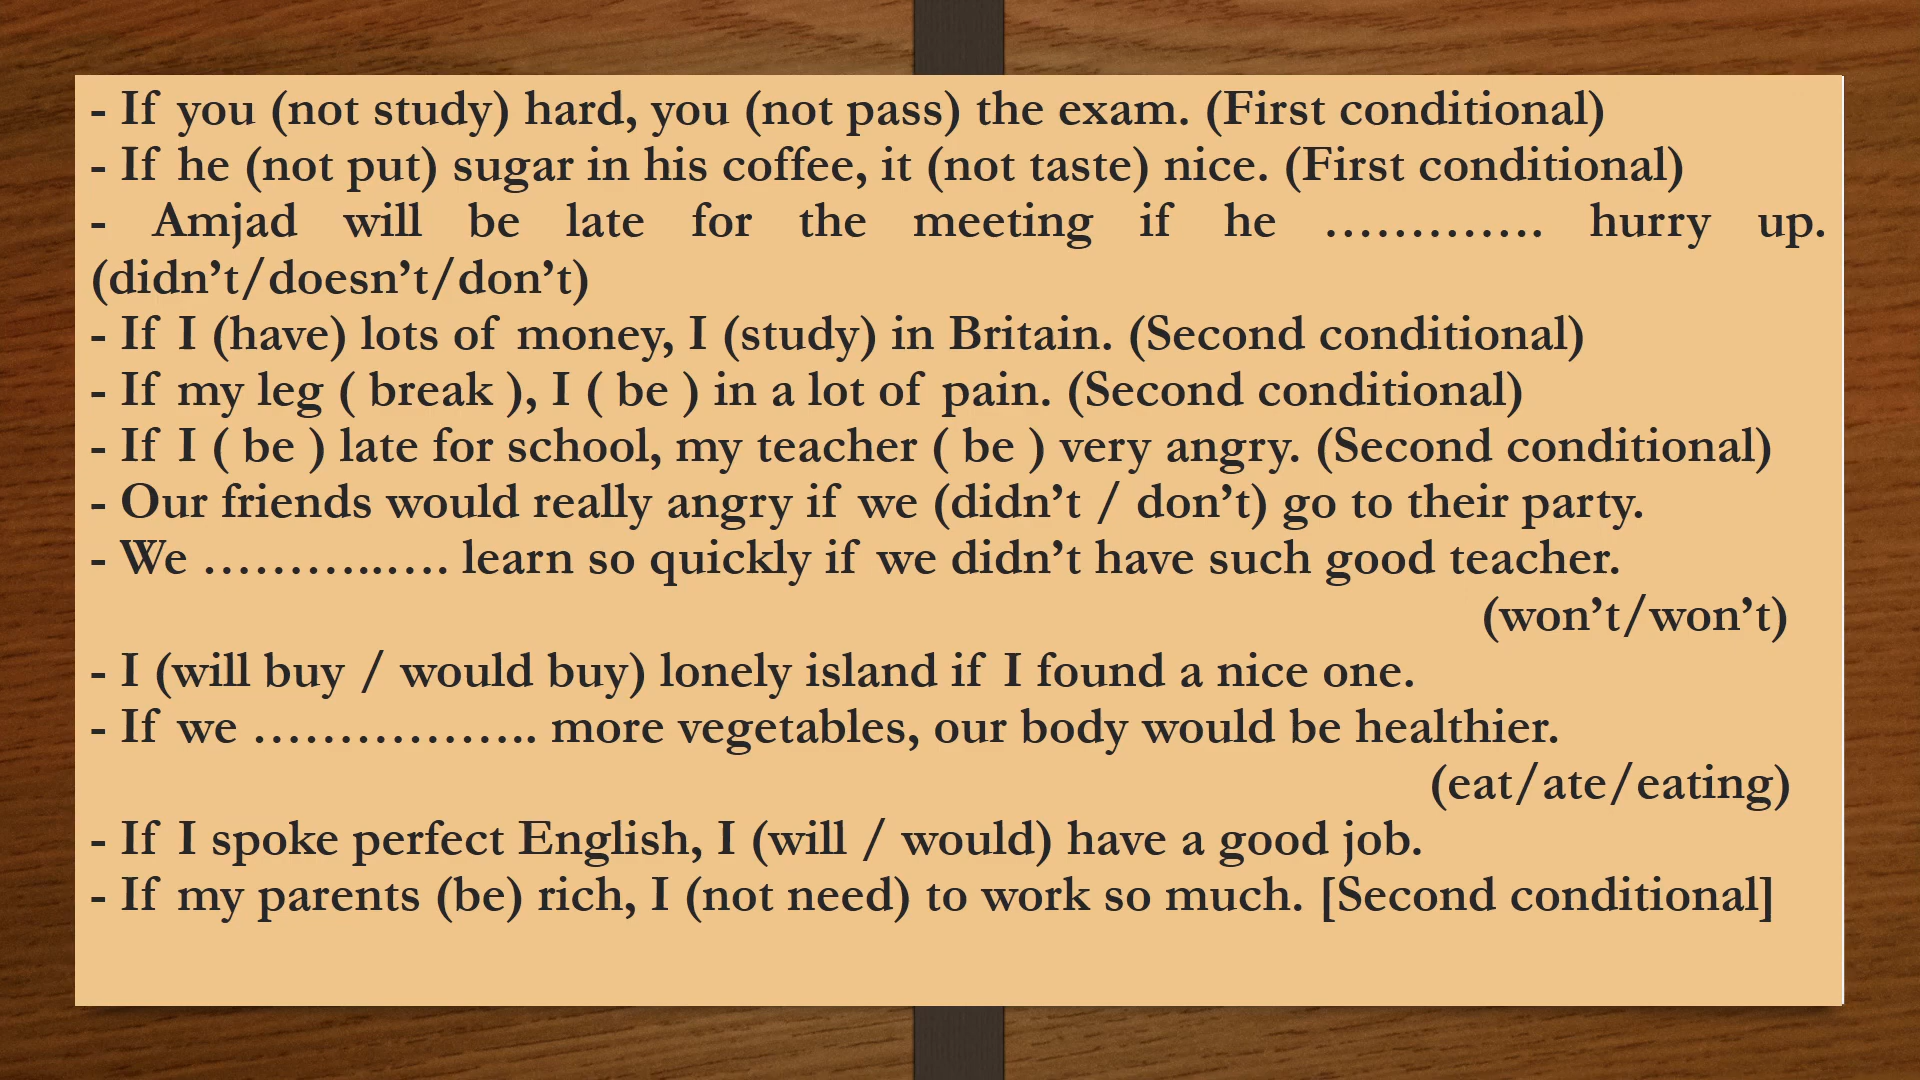 - If you (not study) hard, you (not pass) the exam. (First conditional)
- If he (not put) sugar in his coffee, it (not taste) nice. (First conditional)
- Amjad will be late for the meeting if he …………. hurry up.
(didn’t/doesn’t/don’t)
- If I (have) lots of money, I (study) in Britain. (Second conditional)
- If my leg ( break ), I ( be ) in a lot of pain. (Second conditional)
- If I ( be ) late for school, my teacher ( be ) very angry. (Second conditional)
- Our friends would really angry if we (didn’t / don’t) go to their party.
- We ………..…. learn so quickly if we didn’t have such good teacher.
(won’t/won’t)
- I (will buy / would buy) lonely island if I found a nice one.
- If we …………….. more vegetables, our body would be healthier.
(eat/ate/eating)
- If I spoke perfect English, I (will / would) have a good job.
- If my parents (be) rich, I (not need) to work so much. [Second conditional]